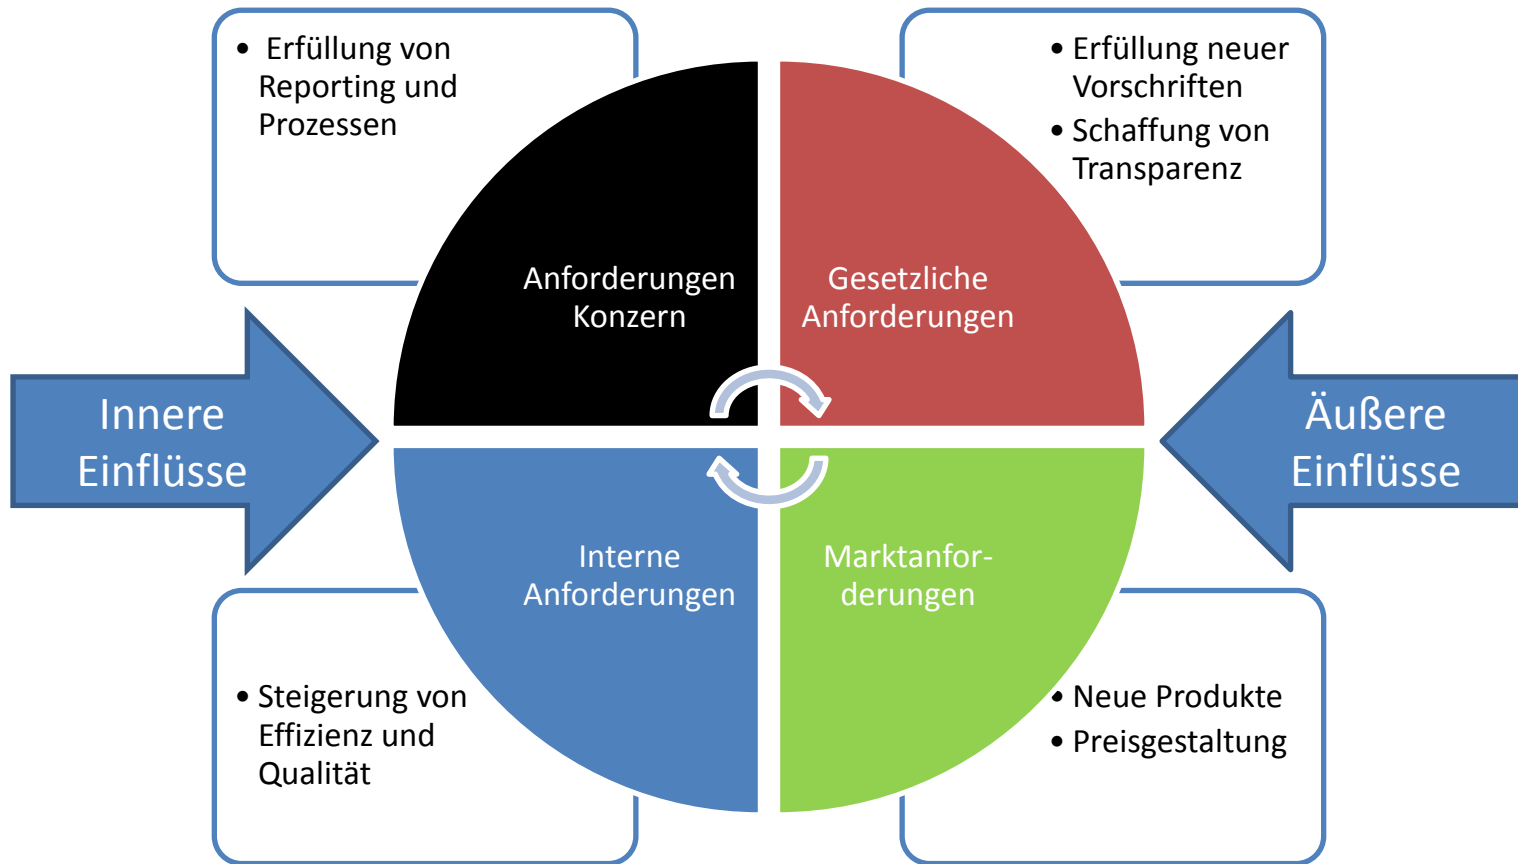 • Erfüllung von
Reporting und
Prozessen
• Erfüllung neuer
Vorschriften
• Schaffung von
Transparenz
Anforderungen
Konzern
Gesetzliche
Anforderungen
Innere
Einflüsse
Äußere
Einflüsse
Interne
Anforderungen
Marktanfor-
derungen
• Steigerung von
Effizienz und
Qualität
• Neue Produkte
• Preisgestaltung